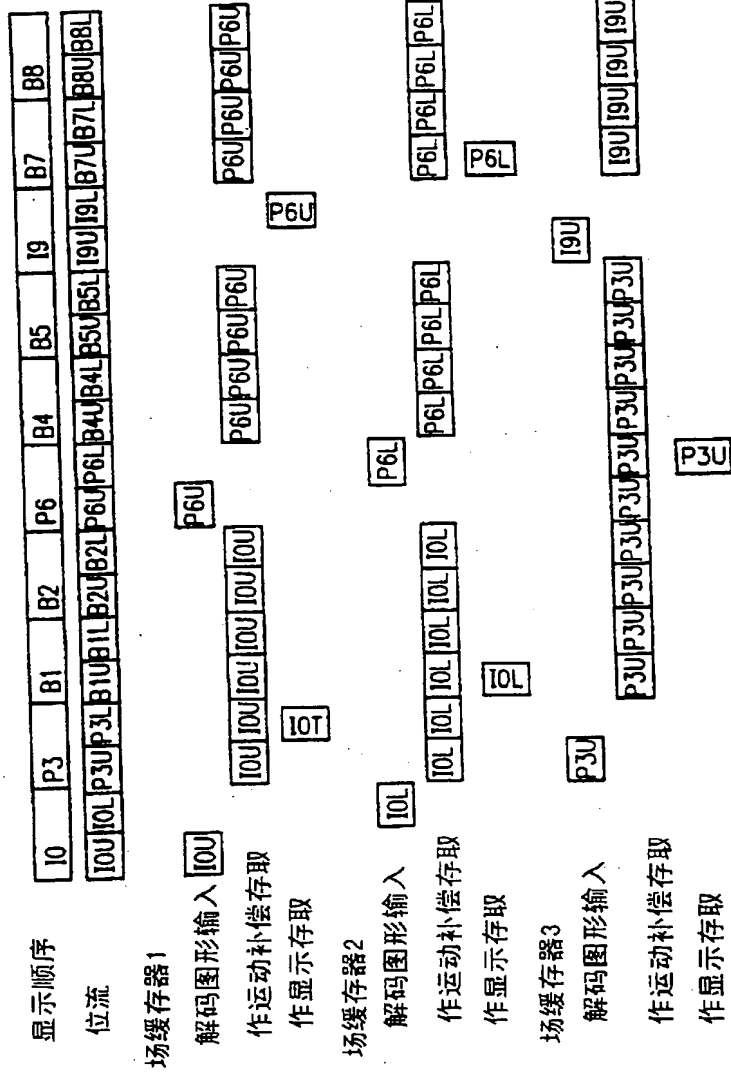 显示顺序 I0 P3 B1 B2 P6 B4 B5 I9 B7 B8
位流 I0U I0L P3U P3L B1U B1L B2U B2L P6U P6L B4U B4L B5U B5L I9U I9L B7U B7L B8U B8L
场缓存器1
解码图形输入 I0U P6U
作运动补偿存取 I0U I0U I0U I0U I0U I0U P6U P6U P6U P6U P6U P6U P6U P6U
作显示存取 I0T P6U
场缓存器2
解码图形输入 I0L P6L
作运动补偿存取 I0L I0L I0L I0L I0L I0L P6L P6L P6L P6L P6L P6L P6L P6L
作显示存取 I0L P6L
场缓存器3
解码图形输入 P3U I9U
作运动补偿存取 P3U P3U P3U P3U P3U P3U P3U P3U P3U P3U I9U I9U I9U I9U
作显示存取 P3U